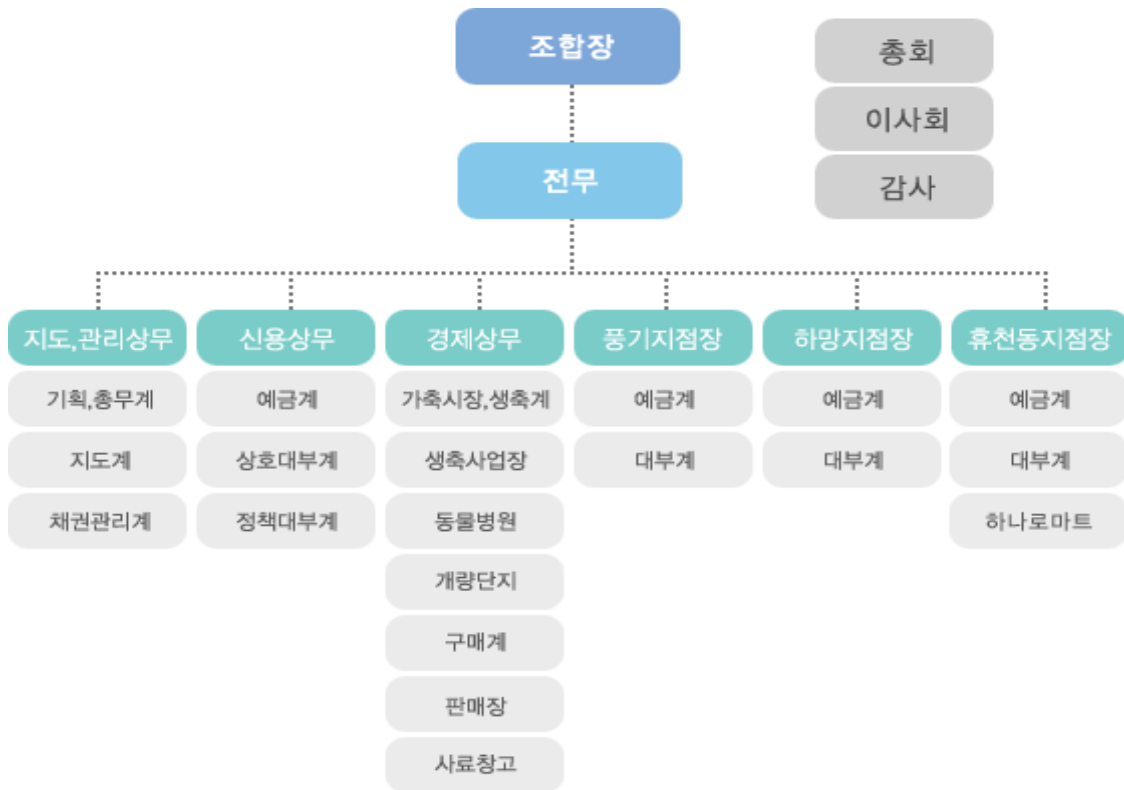 조합장
총회
이사회
전무
감사
지도,관리상무
신용상무
경제상무
풍기지점장
하망지점장
휴천동지점장
기획,총무계
예금계
가축시장,생축계
예금계
예금계
예금계
지도계
상호대부계
생축사업장
대부계
대부계
대부계
채권관리계
정책대부계
동물병원
하나로마트
개량단지
구매계
판매장
사료창고